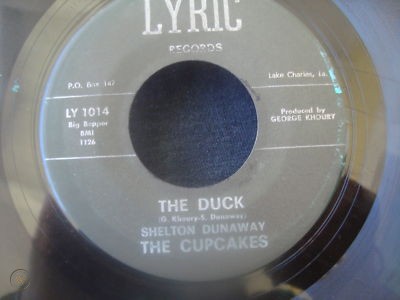 LYRIC
RECORDS
P.O. Box 147
Lake Charles, La.
LY 1014
Big Bopper
BMI
1126
Produced by
GEORGE KHOURY
THE DUCK
(G. Khoury-S. Dunaway)
SHELTON DUNAWAY
THE CUPCAKES